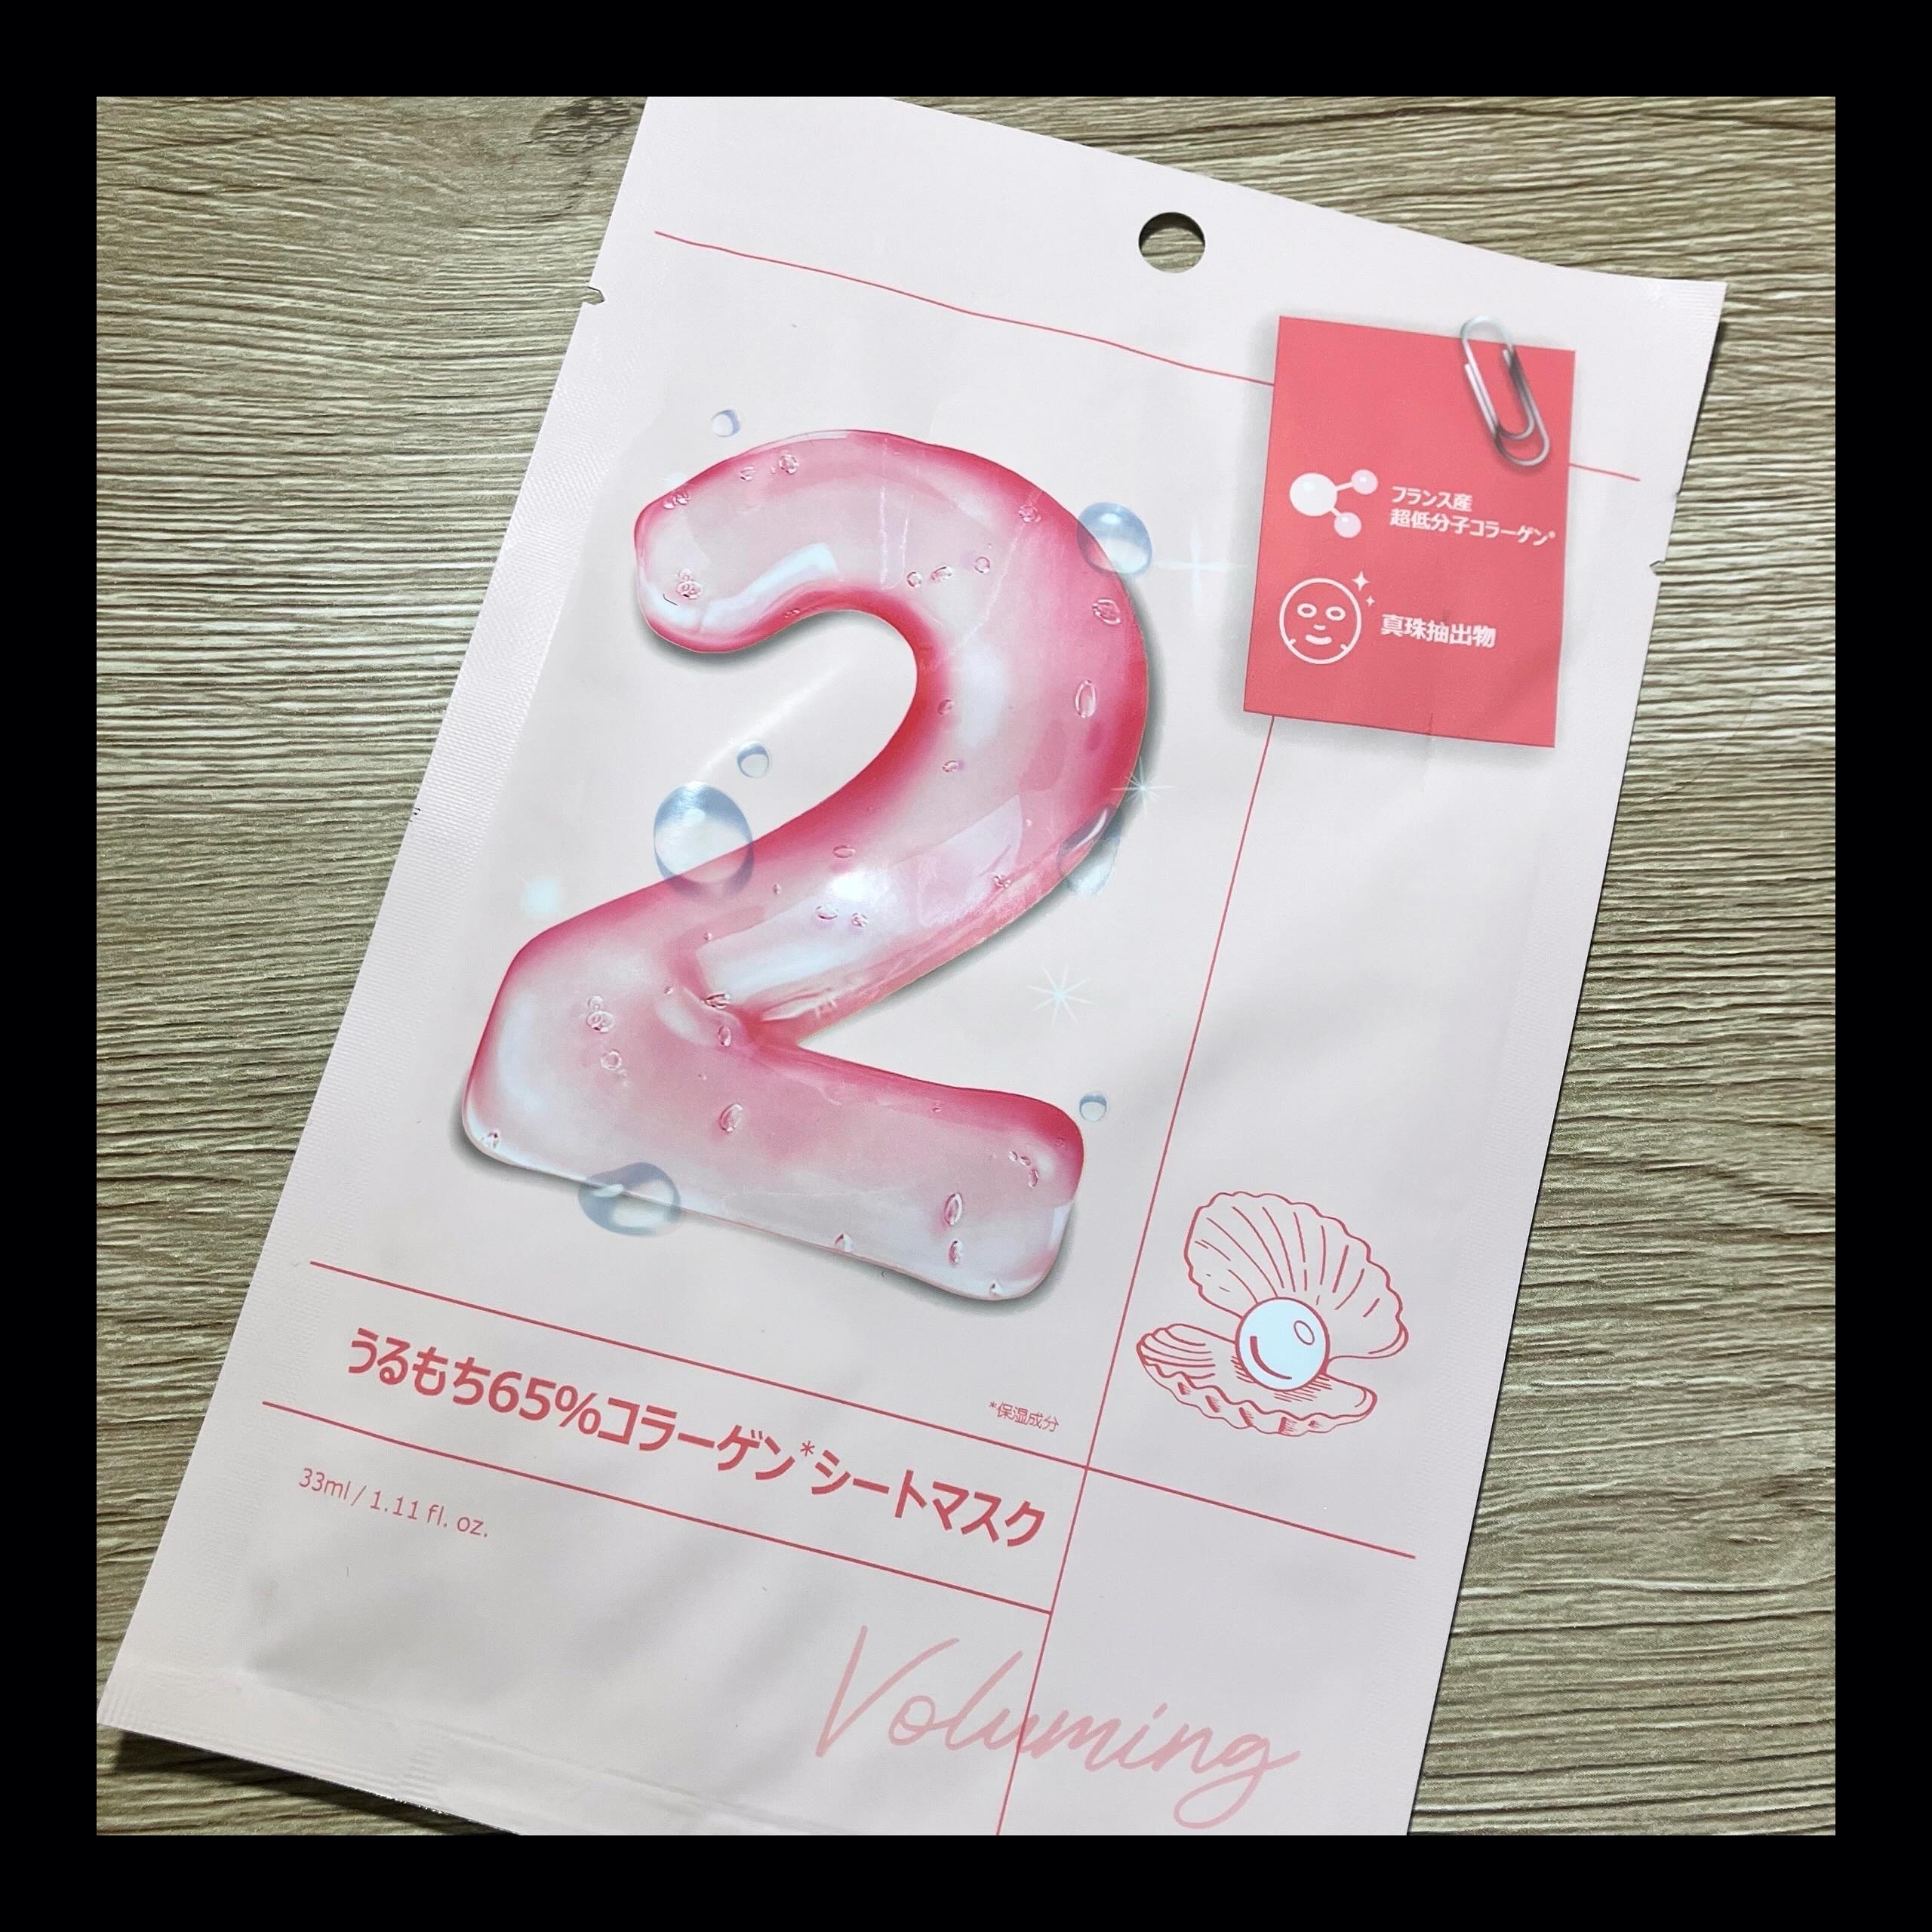 2
フランス産
超低分子コラーゲン*
真珠抽出物
うるもち65%コラーゲン*シートマスク
*保湿成分
33ml / 1.11 fl. oz.
Voluming